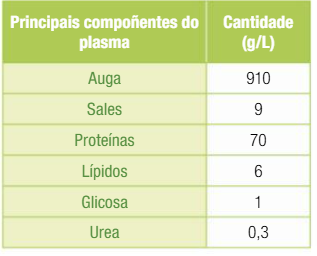 Principais compoñentes do
plasma
Cantidade
(g/L)
Auga 910
Sales 9
Proteínas 70
Lípidos 6
Glicosa 1
Urea 0,3